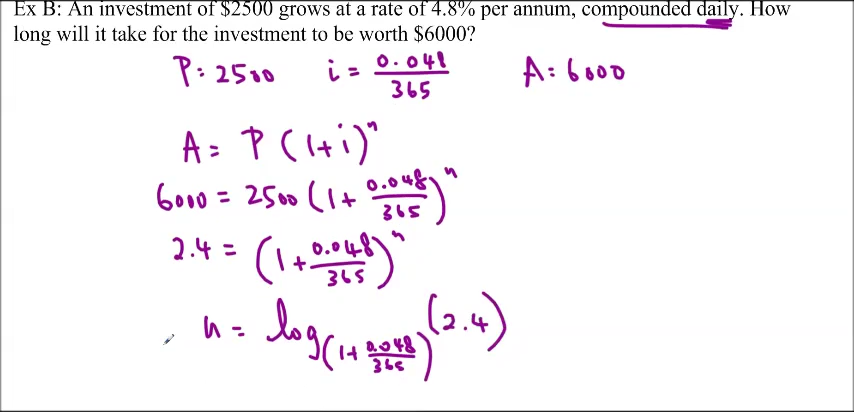 Ex B: An investment of $2500 grows at a rate of 4.8% per annum, compounded daily. How
long will it take for the investment to be worth $6000?
P: 2500 i = 0.048/365 A: 6000
A = P(1+i)^n
6000 = 2500(1+0.048/365)^n
2.4 = (1+0.048/365)^n
n = log_(1+0.048/365)(2.4)